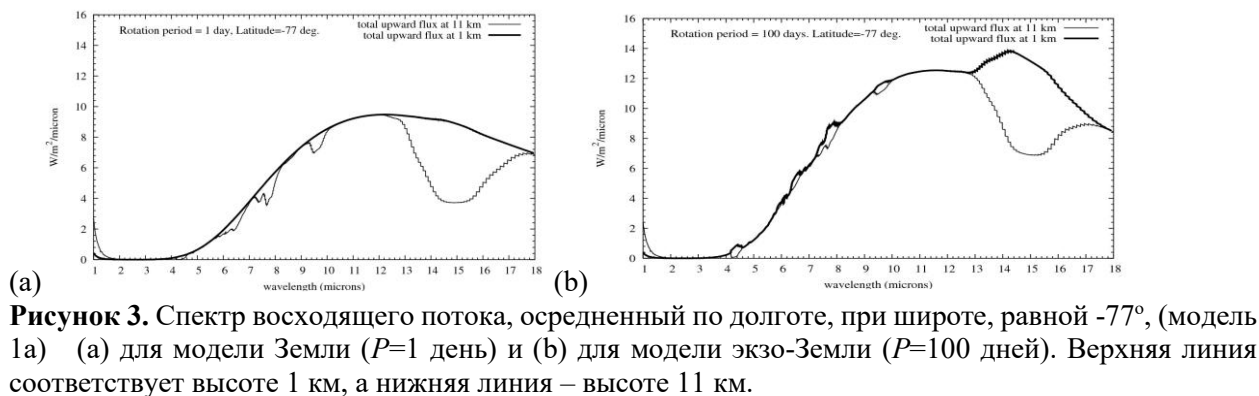 16
14
12
10
8
6
4
2
0
W/m²/micron
Rotation period = 1 day, Latitude=-77 deg.
total upward flux at 11 km
total upward flux at 1 km
1 2 3 4 5 6 7 8 9 10 11 12 13 14 15 16 17 18
wavelength (microns)
(a)
16
14
12
10
8
6
4
2
0
W/m²/micron
Rotation period = 100 days. Latitude=-77 deg.
total upward flux at 11 km
total upward flux at 1 km
1 2 3 4 5 6 7 8 9 10 11 12 13 14 15 16 17 18
wavelength (microns)
(b)
Рисунок 3. Спектр восходящего потока, осредненный по долготе, при широте, равной -77º, (модель
1а) (a) для модели Земли (P=1 день) и (b) для модели экзо-Земли (P=100 дней). Верхняя линия
соответствует высоте 1 км, а нижняя линия – высоте 11 км.